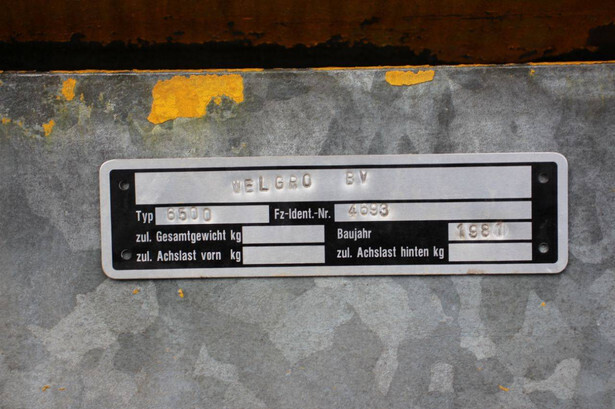 WELGRO BV
Typ 6500 Fz-Ident.-Nr. 4693
zul. Gesamtgewicht kg Baujahr 1981
zul. Achslast vorn kg zul. Achslast hinten kg